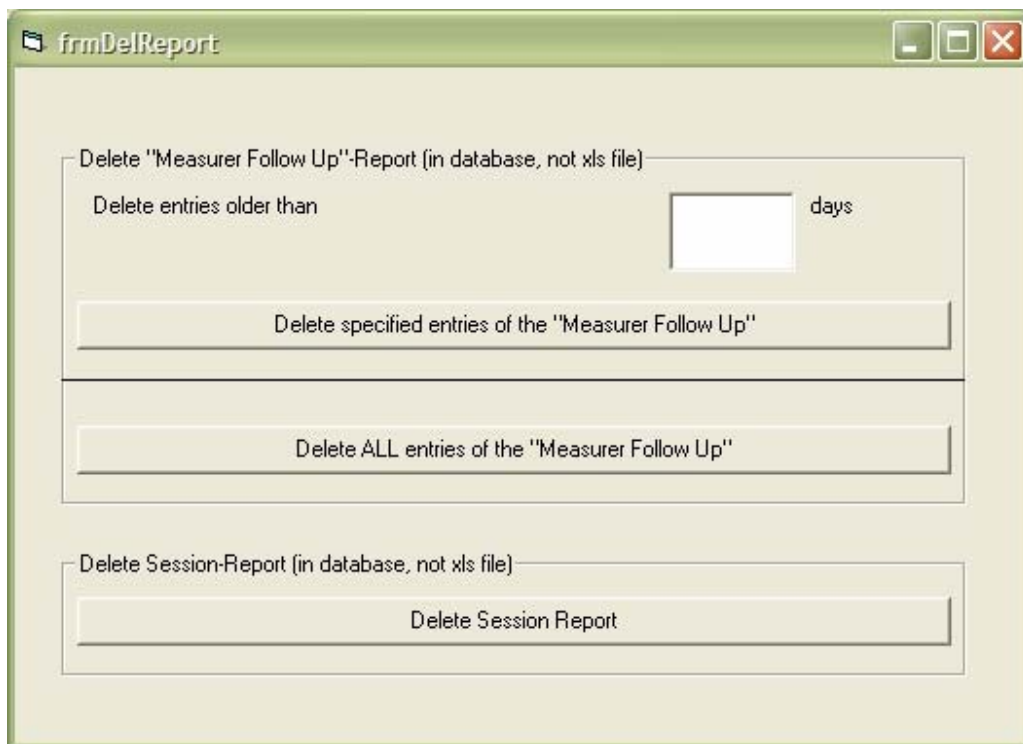 frmDelReport
Delete "Measurer Follow Up"-Report (in database, not xls file)
Delete entries older than days
Delete specified entries of the "Measurer Follow Up"
Delete ALL entries of the "Measurer Follow Up"
Delete Session-Report (in database, not xls file)
Delete Session Report